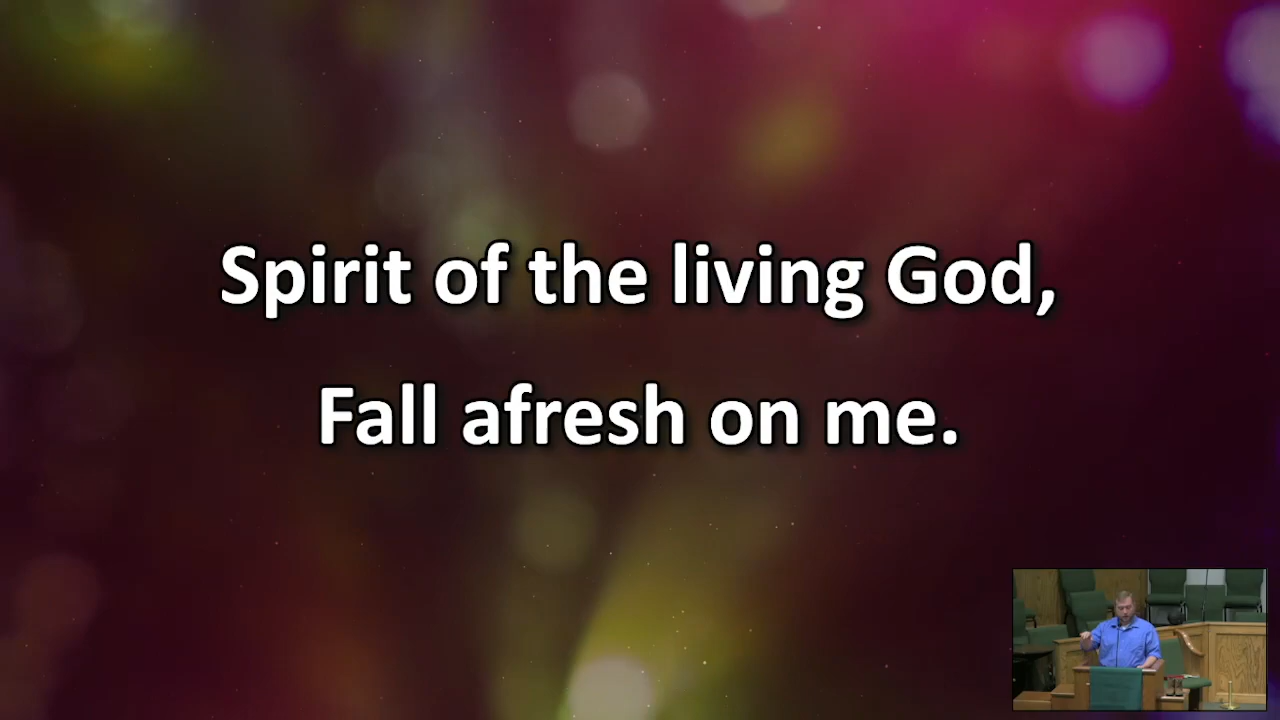 Spirit of the living God,
Fall afresh on me.